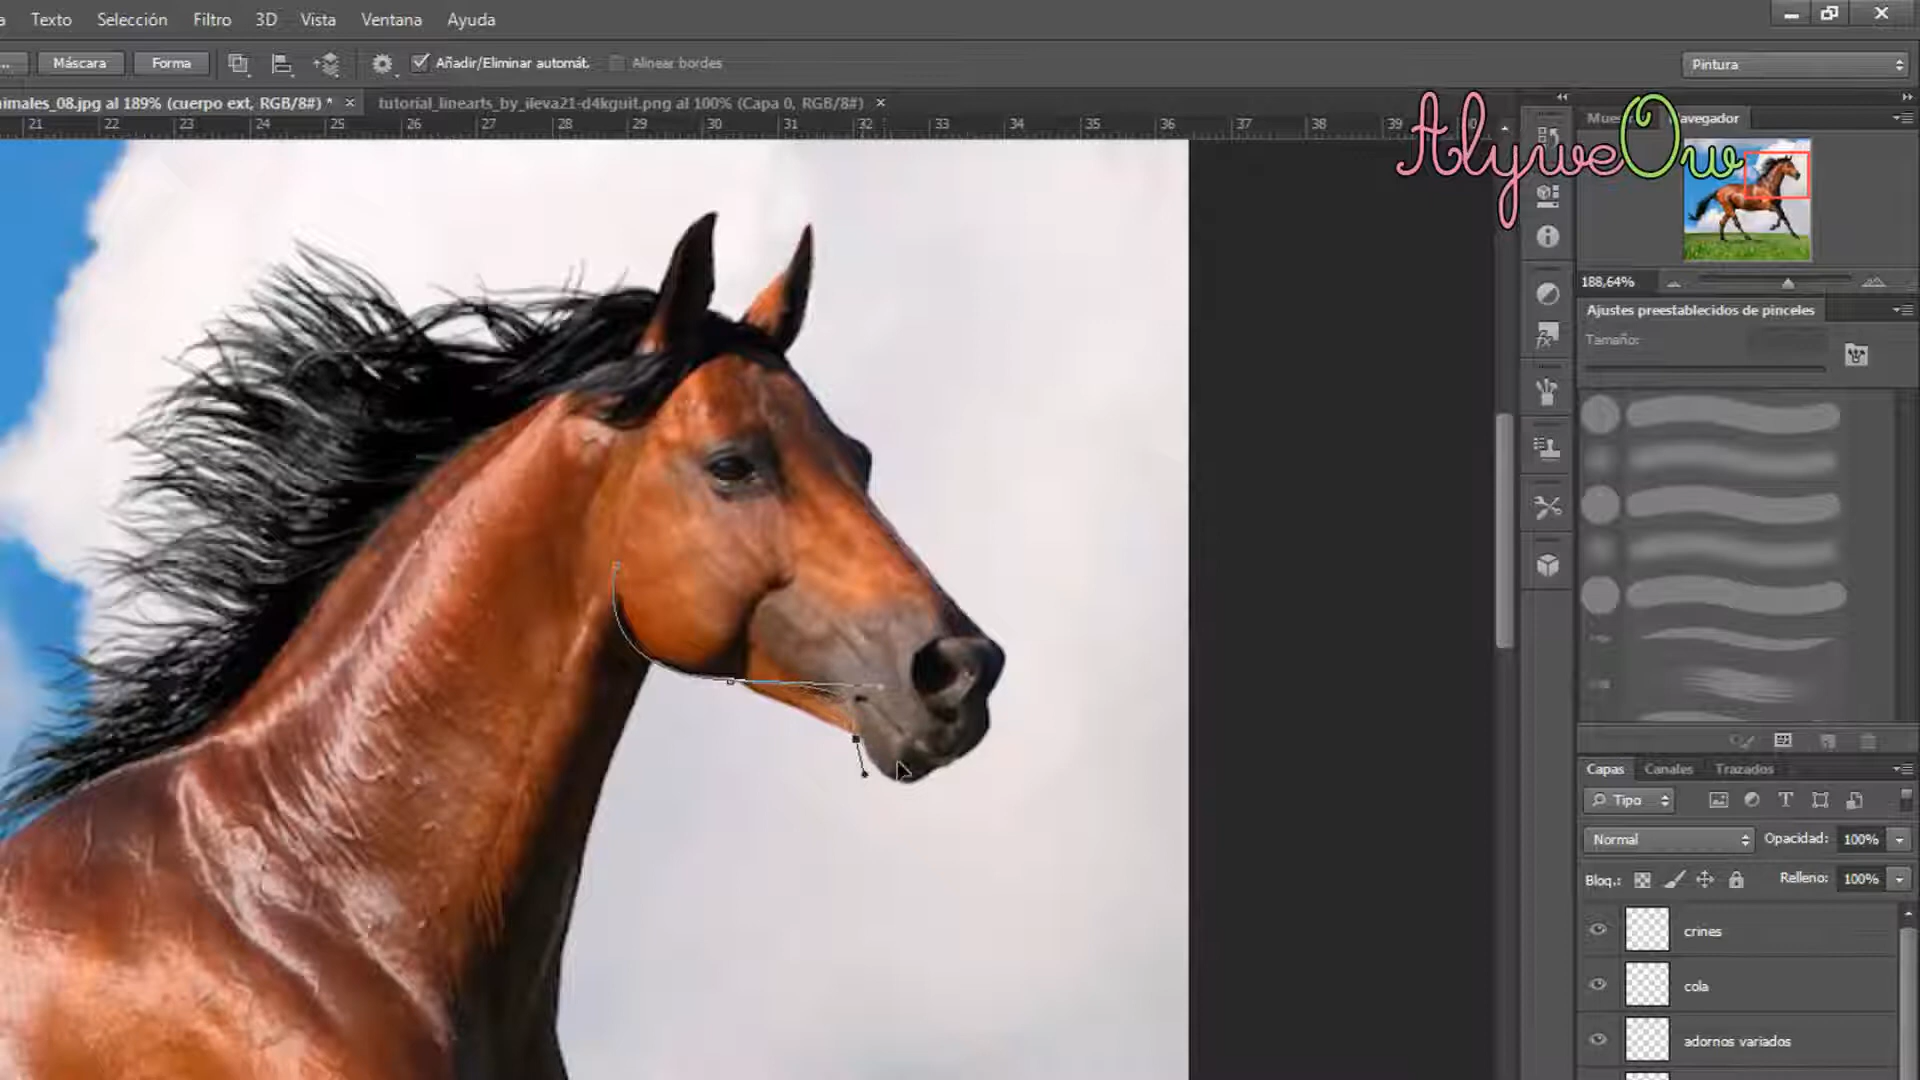 Texto Selección Filtro 3D Vista Ventana Ayuda
Máscara Forma Añadir/Eliminar automát. Alinear bordes Pintura
nimales_08.jpg al 189% (cuerpo ext, RGB/8#) * × tutorial_linearts_by_ileva21-d4kguit.png al 100% (Capa 0, RGB/8#) ×
21 22 23 24 25 26 27 28 29 30 31 32 33 34 35 36 37 38 39
AlyweOw
188,64%
Ajustes preestablecidos de pinceles
Tamaño:
Capas Canales Trazados
Tipo
Normal Opacidad: 100%
Bloq.: Relleno: 100%
crines
cola
adornos variados